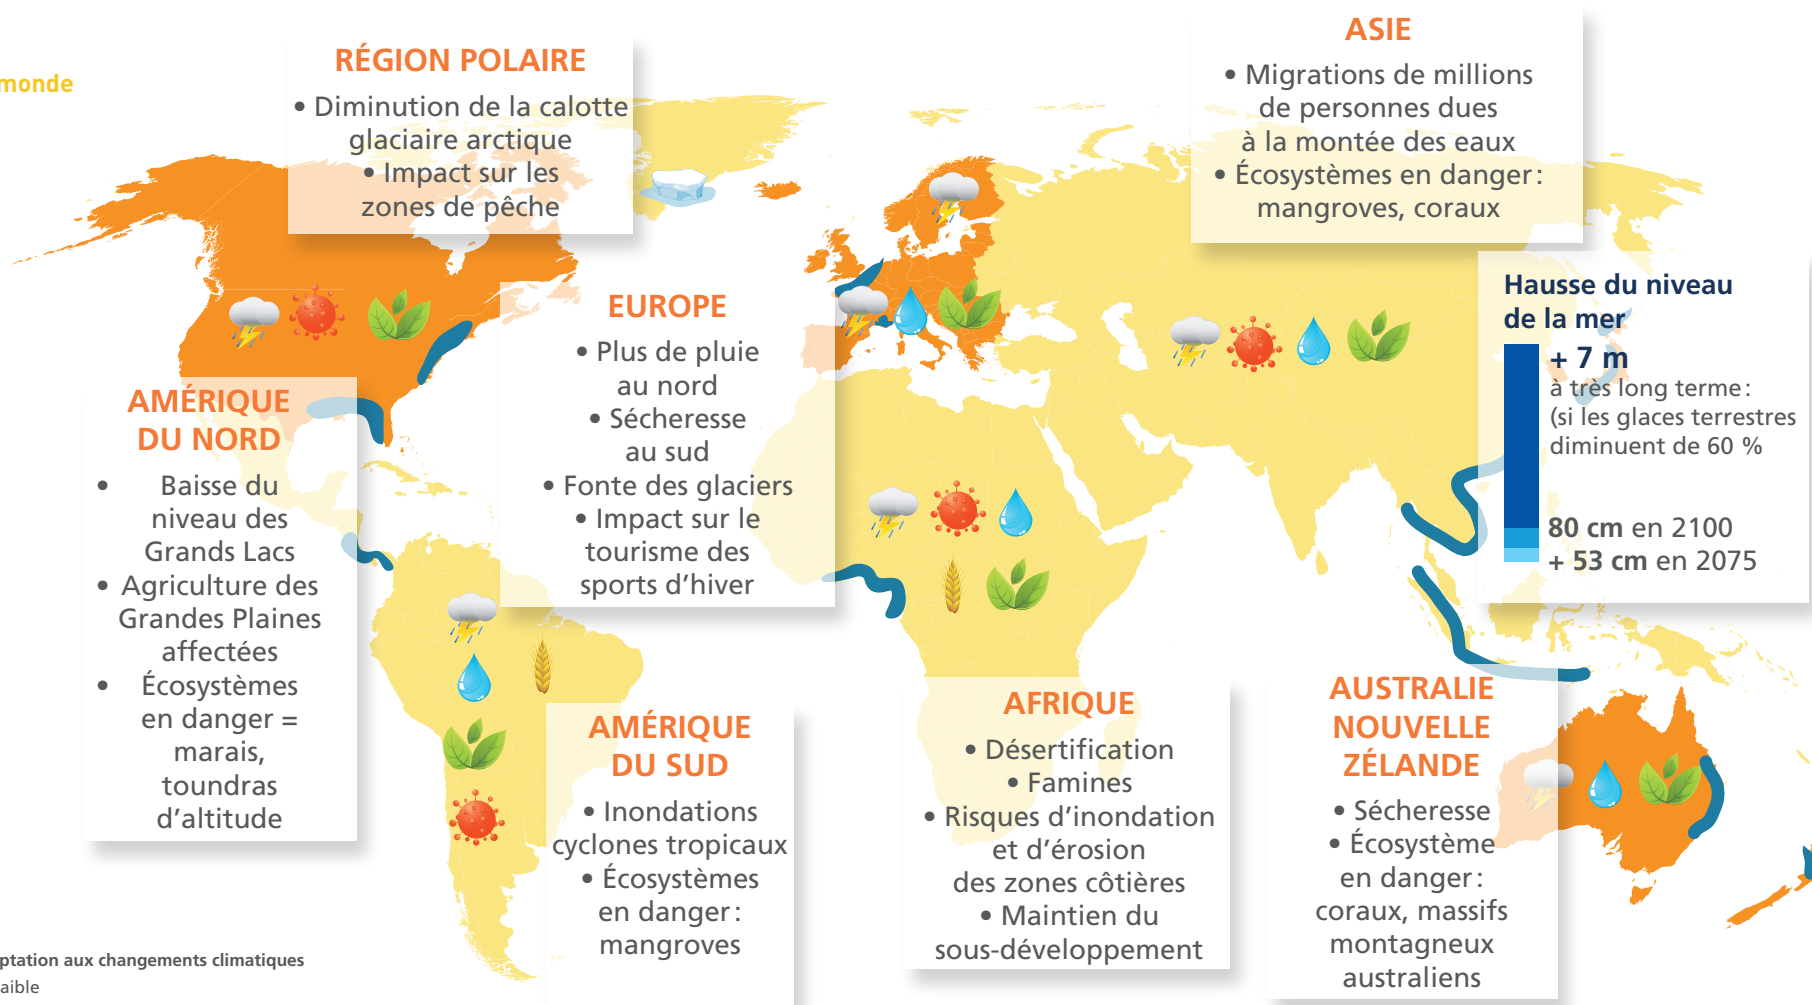 monde
RÉGION POLAIRE
• Diminution de la calotte
glaciaire arctique
• Impact sur les
zones de pêche
ASIE
• Migrations de millions
de personnes dues
à la montée des eaux
• Écosystèmes en danger :
mangroves, coraux
Hausse du niveau
de la mer
+ 7 m
à très long terme :
(si les glaces terrestres
diminuent de 60 %
80 cm en 2100
+ 53 cm en 2075
EUROPE
• Plus de pluie
au nord
• Sécheresse
au sud
• Fonte des glaciers
• Impact sur le
tourisme des
sports d’hiver
AMÉRIQUE
DU NORD
• Baisse du
niveau des
Grands Lacs
• Agriculture des
Grandes Plaines
affectées
• Écosystèmes
en danger =
marais,
toundras
d’altitude
AMÉRIQUE
DU SUD
• Inondations
cyclones tropicaux
• Écosystèmes
en danger :
mangroves
AFRIQUE
• Désertification
• Famines
• Risques d’inondation
et d’érosion
des zones côtières
• Maintien du
sous-développement
AUSTRALIE
NOUVELLE
ZÉLANDE
• Sécheresse
• Écosystème
en danger :
coraux, massifs
montagneux
australiens
ptation aux changements climatiques
aible